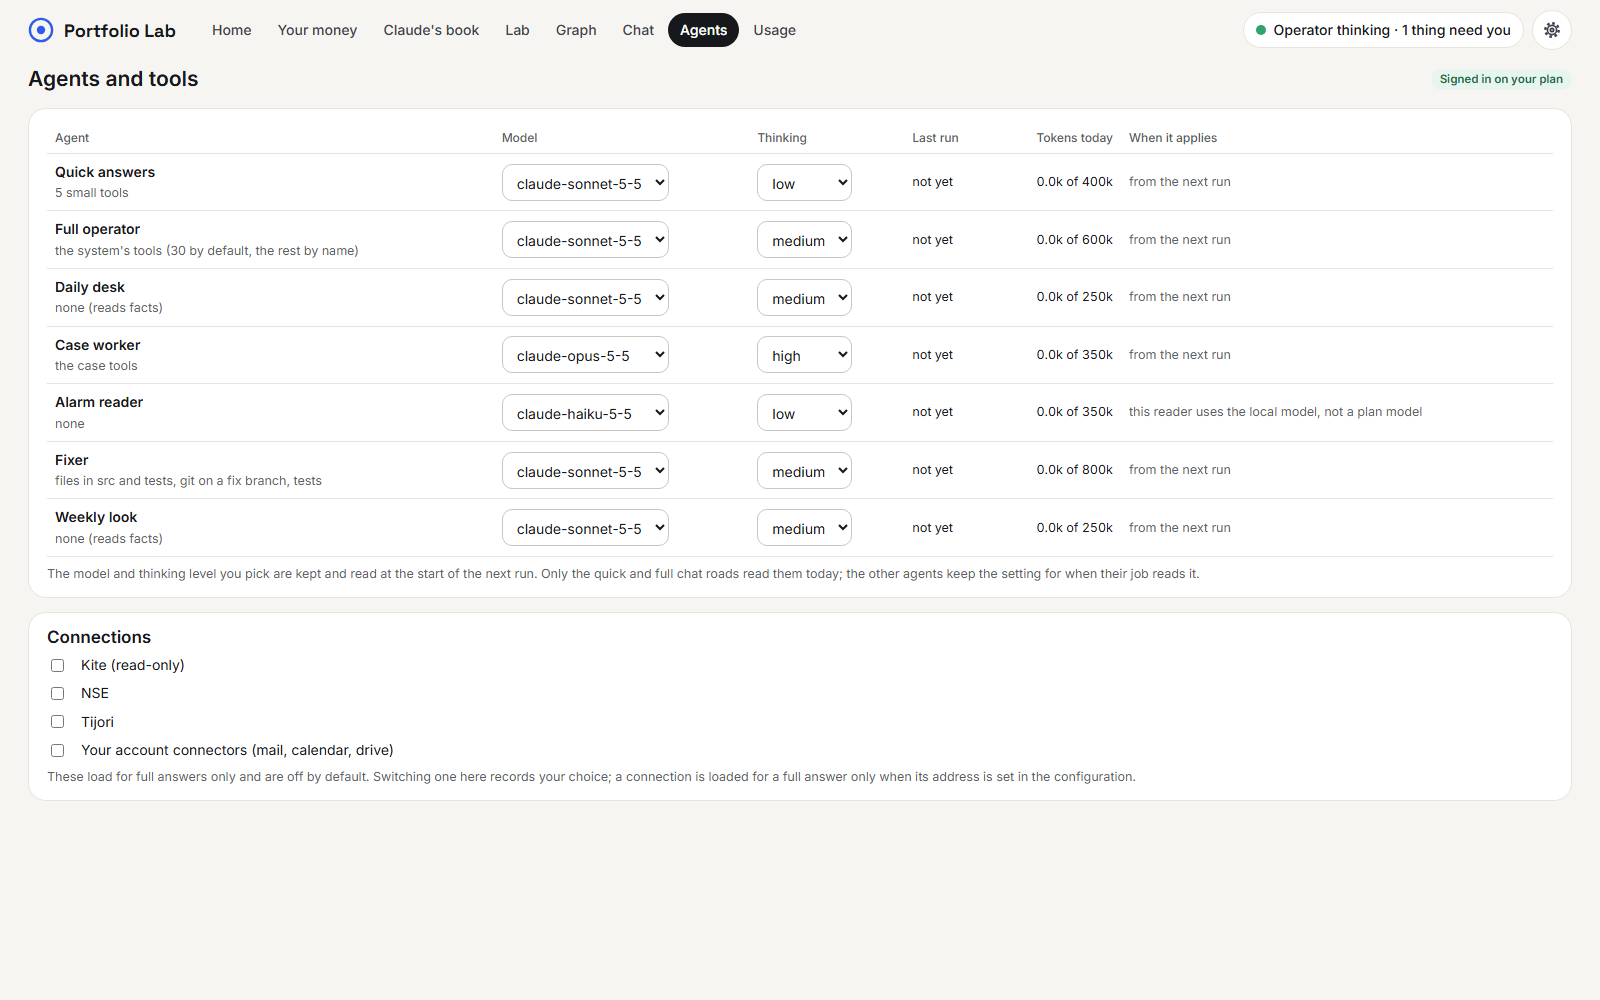 Portfolio Lab Home Your money Claude's book Lab Graph Chat Agents Usage Operator thinking · 1 thing need you
Agents and tools Signed in on your plan
Agent Model Thinking Last run Tokens today When it applies
Quick answers
5 small tools
claude-sonnet-5-5 low not yet 0.0k of 400k from the next run
Full operator
the system's tools (30 by default, the rest by name)
claude-sonnet-5-5 medium not yet 0.0k of 600k from the next run
Daily desk
none (reads facts)
claude-sonnet-5-5 medium not yet 0.0k of 250k from the next run
Case worker
the case tools
claude-opus-5-5 high not yet 0.0k of 350k from the next run
Alarm reader
none
claude-haiku-5-5 low not yet 0.0k of 350k this reader uses the local model, not a plan model
Fixer
files in src and tests, git on a fix branch, tests
claude-sonnet-5-5 medium not yet 0.0k of 800k from the next run
Weekly look
none (reads facts)
claude-sonnet-5-5 medium not yet 0.0k of 250k from the next run
The model and thinking level you pick are kept and read at the start of the next run. Only the quick and full chat roads read them today; the other agents keep the setting for when their job reads it.
Connections
Kite (read-only)
NSE
Tijori
Your account connectors (mail, calendar, drive)
These load for full answers only and are off by default. Switching one here records your choice; a connection is loaded for a full answer only when its address is set in the configuration.